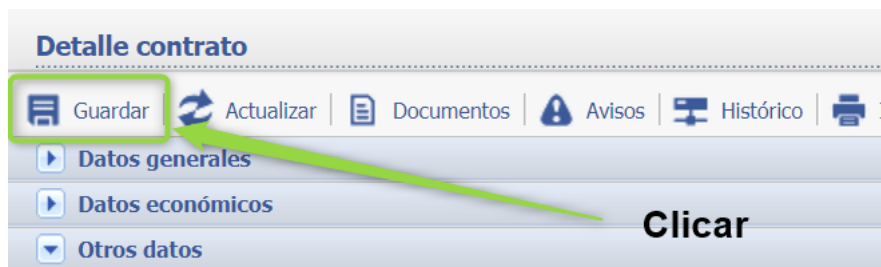 Detalle contrato
Guardar Actualizar Documentos Avisos Histórico
Datos generales
Datos económicos
Clicar
Otros datos